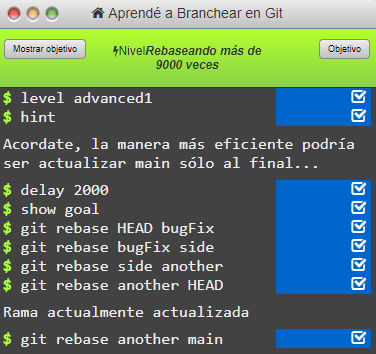 Aprendé a Branchear en Git
Mostrar objetivo
NivelRebaseando más de
9000 veces
Objetivo
$ level advanced1
$ hint
Acordate, la manera más eficiente podría
ser actualizar main sólo al final...
$ delay 2000
$ show goal
$ git rebase HEAD bugFix
$ git rebase bugFix side
$ git rebase side another
$ git rebase another HEAD
Rama actualmente actualizada
$ git rebase another main